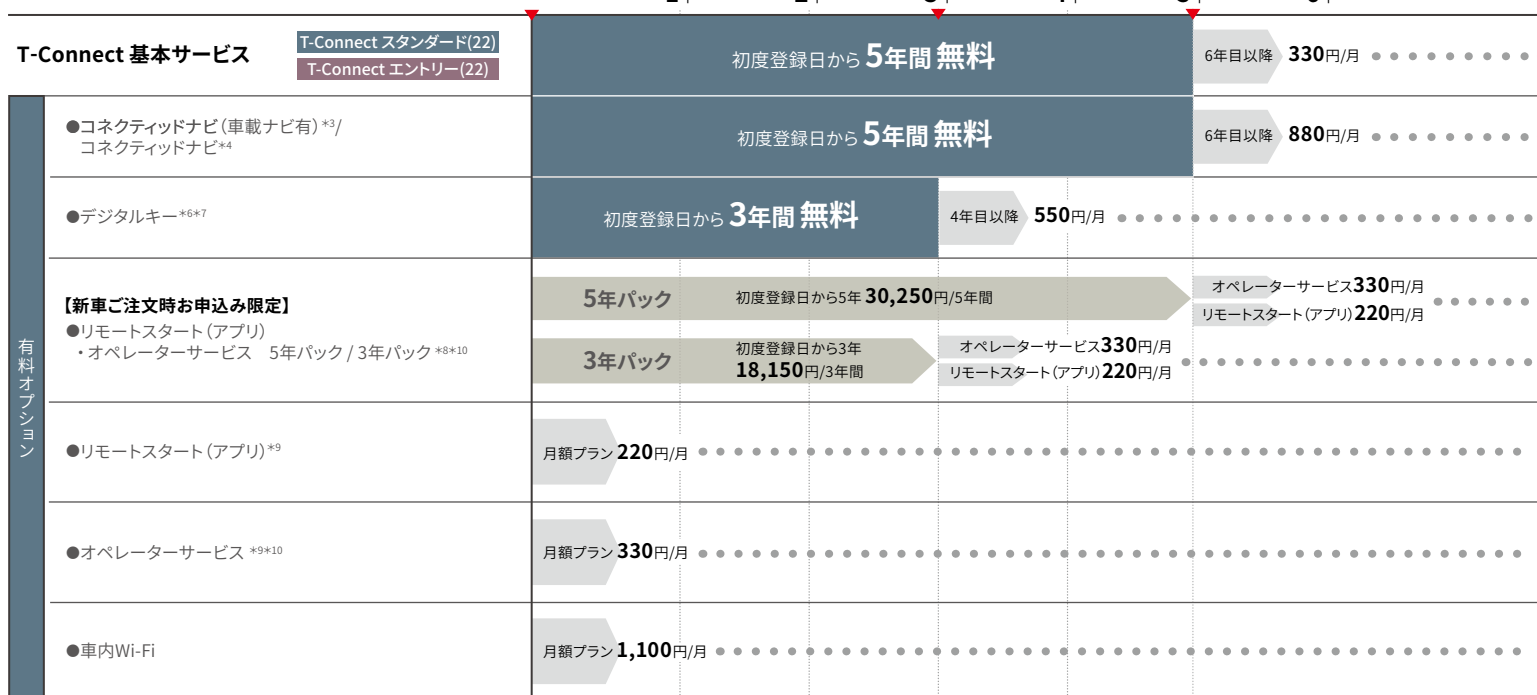 T-Connect 基本サービス
T-Connect スタンダード(22)
T-Connect エントリー(22)
初度登録日から 5年間 無料
6年目以降 330円/月
有料オプション
●コネクティッドナビ(車載ナビ有)*3/
コネクティッドナビ*4
初度登録日から 5年間 無料
6年目以降 880円/月
●デジタルキー*6*7
初度登録日から 3年間 無料
4年目以降 550円/月
【新車ご注文時お申込み限定】
●リモートスタート(アプリ)
・オペレーターサービス 5年パック / 3年パック *8*10
5年パック 初度登録日から5年 30,250円/5年間
オペレーターサービス330円/月
リモートスタート(アプリ)220円/月
3年パック
初度登録日から3年
18,150円/3年間
オペレーターサービス330円/月
リモートスタート(アプリ)220円/月
●リモートスタート(アプリ)*9
月額プラン 220円/月
●オペレーターサービス *9*10
月額プラン 330円/月
●車内Wi-Fi
月額プラン 1,100円/月